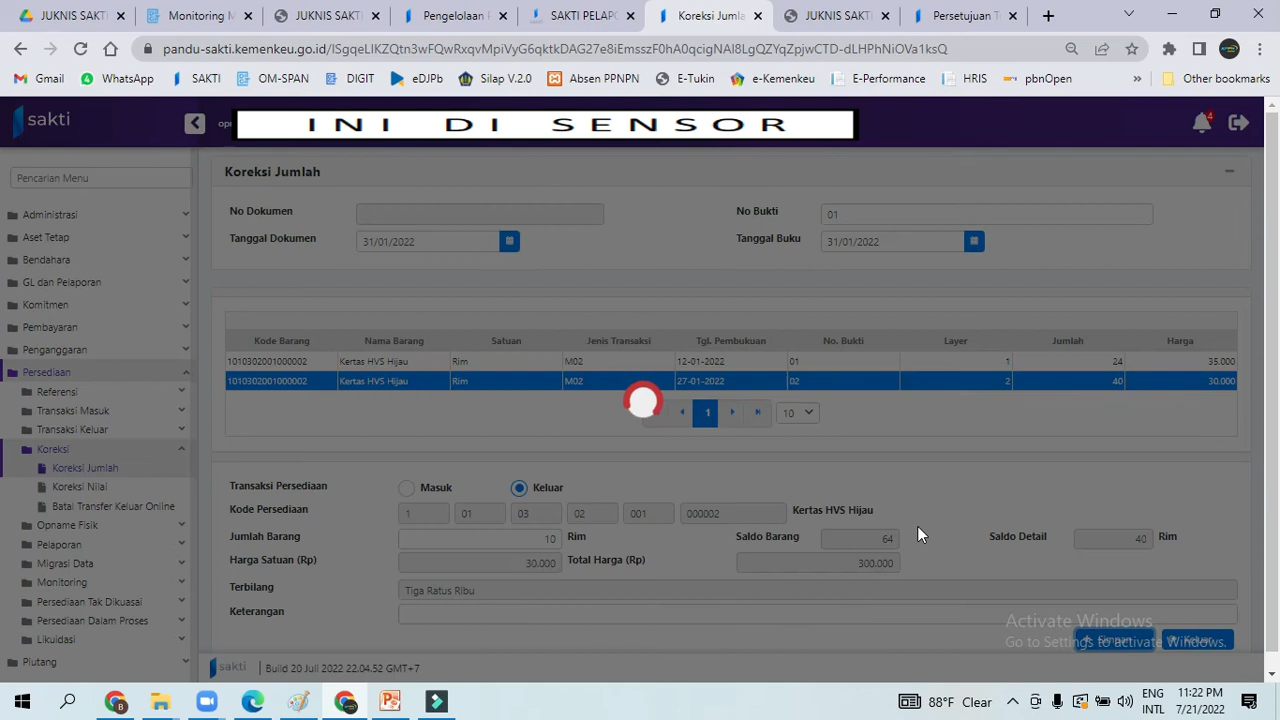 JUKNIS SAKTI
Monitoring M
JUKNIS SAKTI
Pengelolaan
SAKTI PELAPO
Koreksi Jumla
JUKNIS SAKTI
Persetujuan T
pandu-sakti.kemenkeu.go.id/
Gmail WhatsApp SAKTI OM-SPAN DIGIT eDJPb Silap V.2.0 Absen PPNPN E-Tukin e-Kemenkeu E-Performance HRIS pbnOpen » Other bookmarks
sakti
INI DI SENSOR
4
Pencarian Menu
Administrasi
Aset Tetap
Bendahara
GL dan Pelaporan
Komitmen
Pembayaran
Penganggaran
Persediaan
Referensi
Transaksi Masuk
Transaksi Keluar
Koreksi
Koreksi Jumlah
Koreksi Nilai
Batal Transfer Keluar Online
Opname Fisik
Pelaporan
Migrasi Data
Monitoring
Persediaan Tak Dikuasai
Persediaan Dalam Proses
Likuidasi
Piutang
Koreksi Jumlah
No Dokumen
No Bukti 01
Tanggal Dokumen 31/01/2022
Tanggal Buku 31/01/2022
Kode Barang Nama Barang Satuan Jenis Transaksi Tgl. Pembukuan No. Bukti Layer Jumlah Harga
1010302001000002 Kertas HVS Hijau Rim M02 12-01-2022 01 1 24 35.000
1010302001000002 Kertas HVS Hijau Rim M02 27-01-2022 02 2 40 30.000
1 10
Transaksi Persediaan Masuk Keluar
Kode Persediaan 1 01 03 02 001 000002 Kertas HVS Hijau
Jumlah Barang 10 Rim Saldo Barang 64 Saldo Detail 40 Rim
Harga Satuan (Rp) 30.000 Total Harga (Rp) 300.000
Terbilang Tiga Ratus Ribu
Keterangan
Simpan Keluar
Activate Windows
Go to Settings to activate Windows.
sakti Build 20 Juli 2022 22.04.52 GMT+7
88°F Clear
ENG
INTL
11:22 PM
7/21/2022